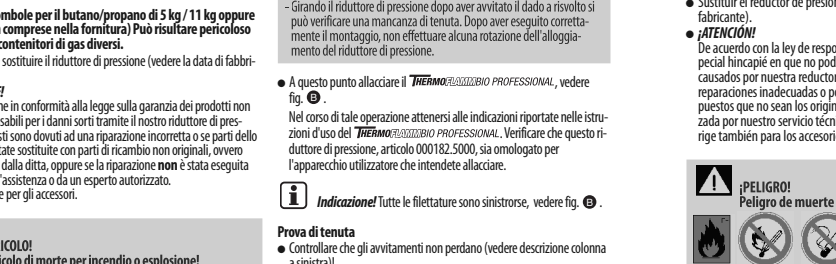 ombole per il butano/propano di 5 kg / 11 kg oppure
comprese nella fornitura) Può risultare pericoloso
contenitori di gas diversi.
sostituire il riduttore di pressione (vedere la data di fabbri-
ne in conformità alla legge sulla garanzia dei prodotti non
sabili per i danni sorti tramite il nostro riduttore di pres-
sti sono dovuti ad una riparazione incorretta o se parti dello
tate sostituite con parti di ricambio non originali, ovvero
dalla ditta, oppure se la riparazione non è stata eseguita
l'assistenza o da un esperto autorizzato.
e per gli accessori.
ICOLO!
icolo di morte per incendio o esplosione!
– Girando il riduttore di pressione dopo aver avvitato il dado a risvolto si
può verificare una mancanza di tenuta. Dopo aver eseguito corretta-
mente il montaggio, non effettuare alcuna rotazione dell'alloggia-
mento del riduttore di pressione.
● A questo punto allacciare il THERMOFLAMMBIO PROFESSIONAL, vedere
fig. B .
Nel corso di tale operazione attenersi alle indicazioni riportate nelle istru-
zioni d'uso del THERMOFLAMMBIO PROFESSIONAL. Verificare che questo ri-
duttore di pressione, articolo 000182.5000, sia omologato per
l'apparecchio utilizzatore che intendete allacciare.
i Indicazione! Tutte le filettature sono sinistrorse, vedere fig. B .
Prova di tenuta
● Controllare che gli avvitamenti non perdano (vedere descrizione colonna
a sinistra)!
● Sustituir el reductor de presión
fabricante).
● ¡ATENCIÓN!
De acuerdo con la ley de respo
pecial hincapié en que no pod
causados por nuestra reductor
reparaciones inadecuadas o po
puestos que no sean los origin
zada por nuestro servicio técni
rige también para los accesori
¡PELIGRO!
Peligro de muerte